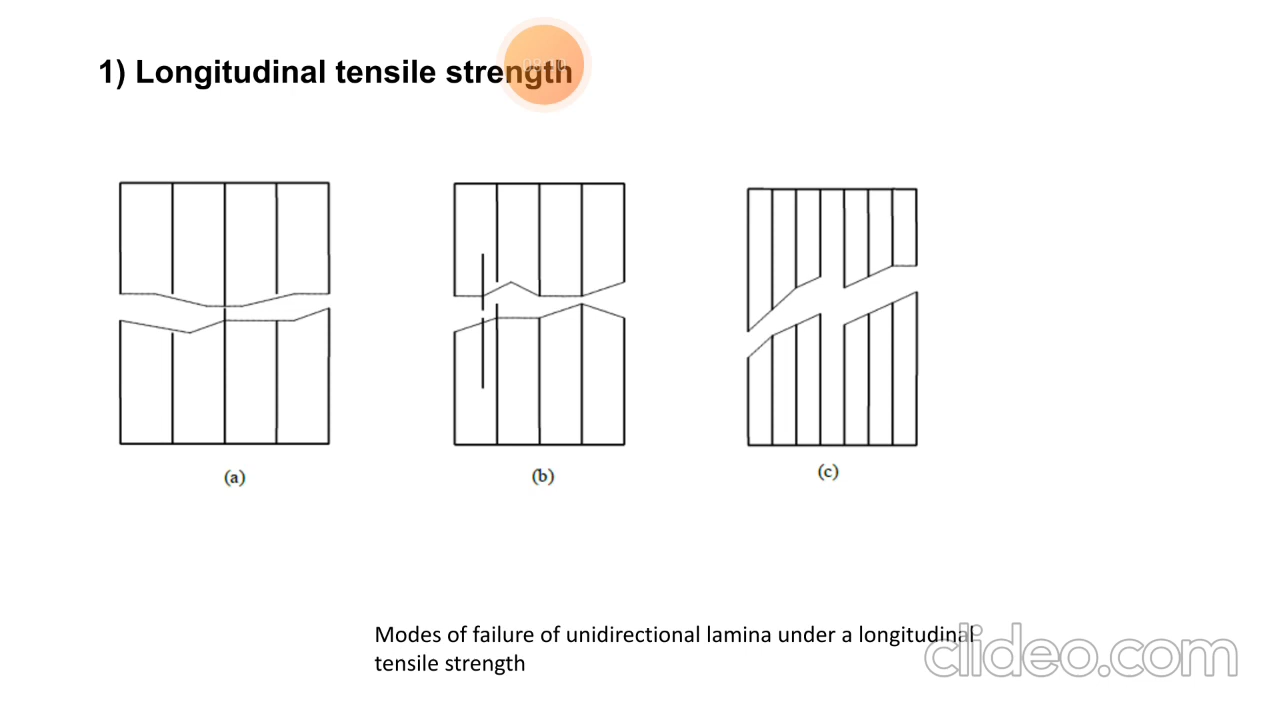 1) Longitudinal tensile strength
(a)
(b)
(c)
Modes of failure of unidirectional lamina under a longitudinal
tensile strength
clideo.com